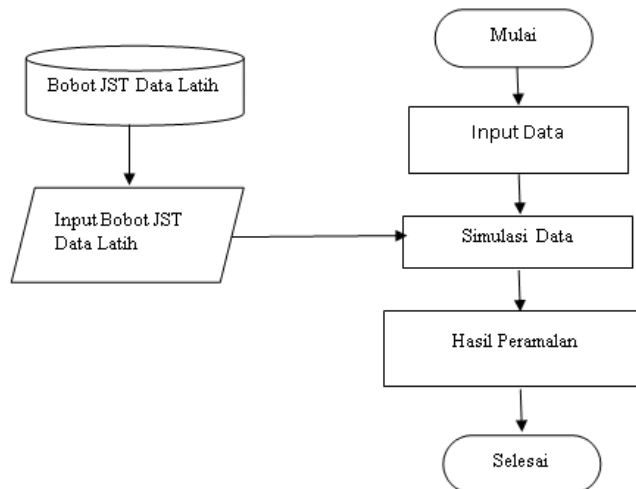 Mulai
Bobot JST Data Latih
Input Data
Input Bobot JST
Data Latih
Simulasi Data
Hasil Peramalan
Selesai